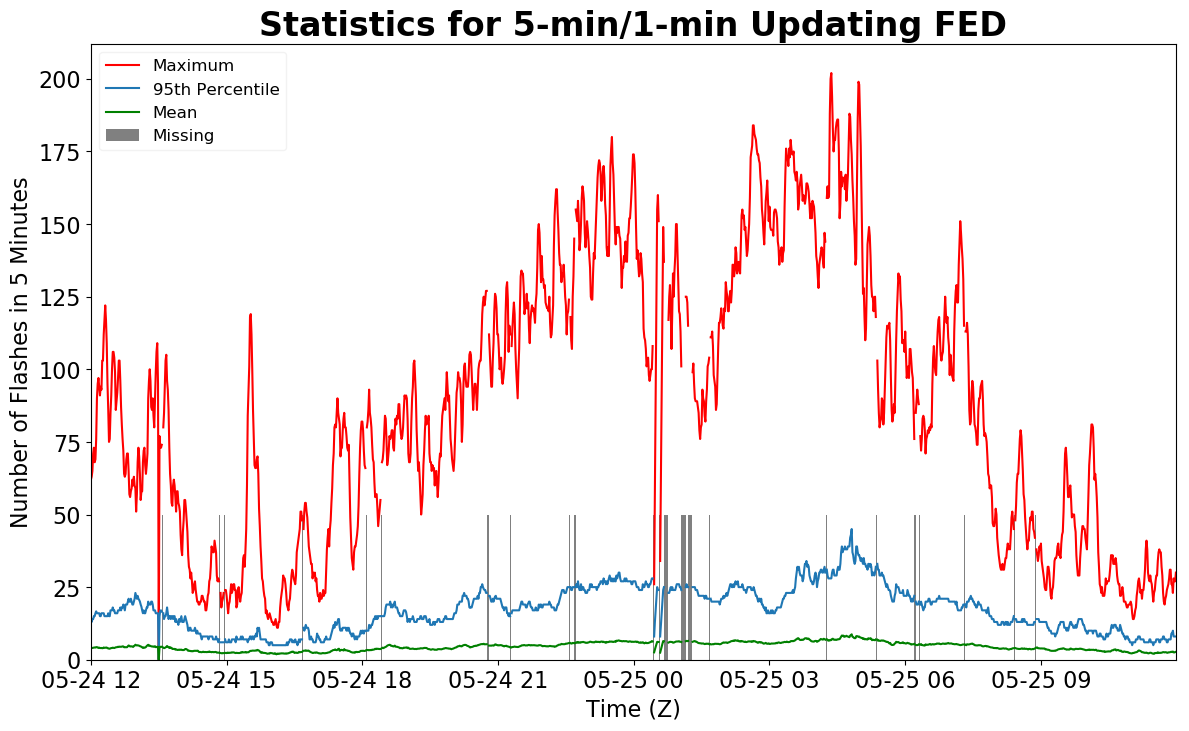 Statistics for 5-min/1-min Updating FED
Number of Flashes in 5 Minutes
200
175
150
125
100
75
50
25
0
Maximum
95th Percentile
Mean
Missing
05-24 12 05-24 15 05-24 18 05-24 21 05-25 00 05-25 03 05-25 06 05-25 09
Time (Z)